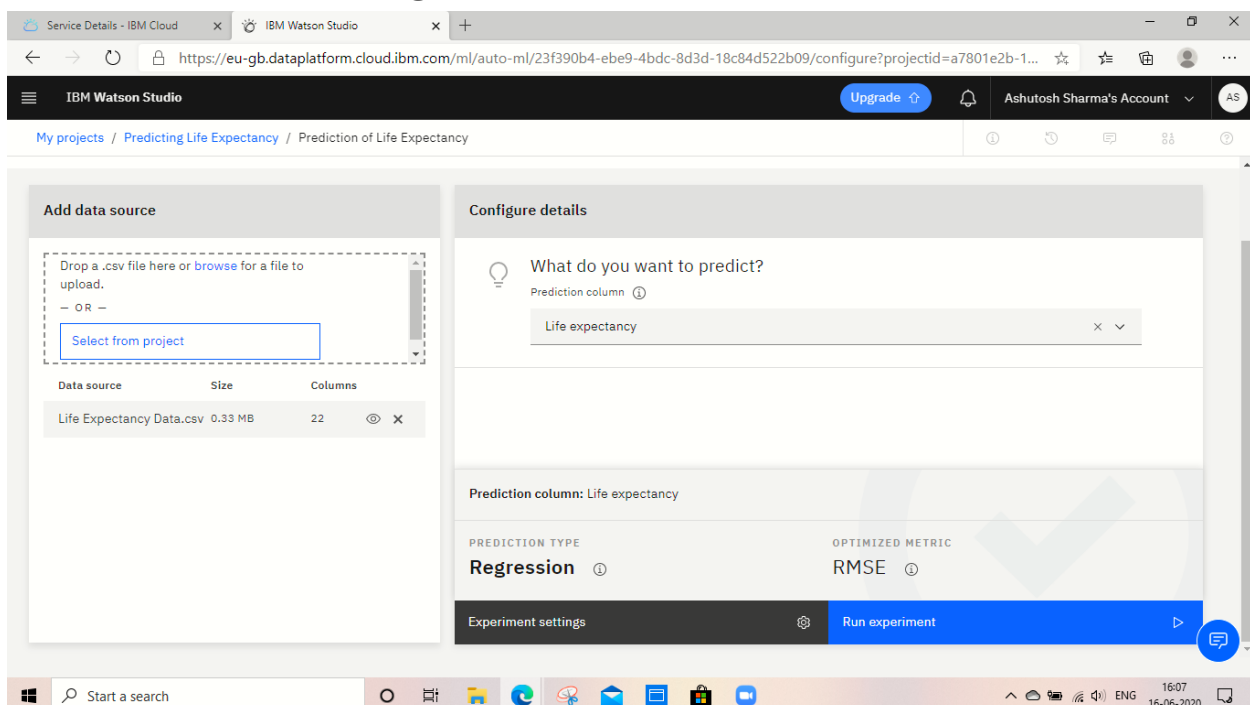 Service Details - IBM Cloud
IBM Watson Studio
https://eu-gb.dataplatform.cloud.ibm.com/ml/auto-ml/23f390b4-ebe9-4bdc-8d3d-18c84d522b09/configure?projectid=a7801e2b-1...
IBM Watson Studio
Upgrade
Ashutosh Sharma's Account
AS
My projects / Predicting Life Expectancy / Prediction of Life Expectancy
Add data source
Drop a .csv file here or browse for a file to
upload.
— OR —
Select from project
Data source Size Columns
Life Expectancy Data.csv 0.33 MB 22
Configure details
What do you want to predict?
Prediction column
Life expectancy
Prediction column: Life expectancy
PREDICTION TYPE
Regression
OPTIMIZED METRIC
RMSE
Experiment settings
Run experiment
Start a search
ENG
16:07
16-06-2020